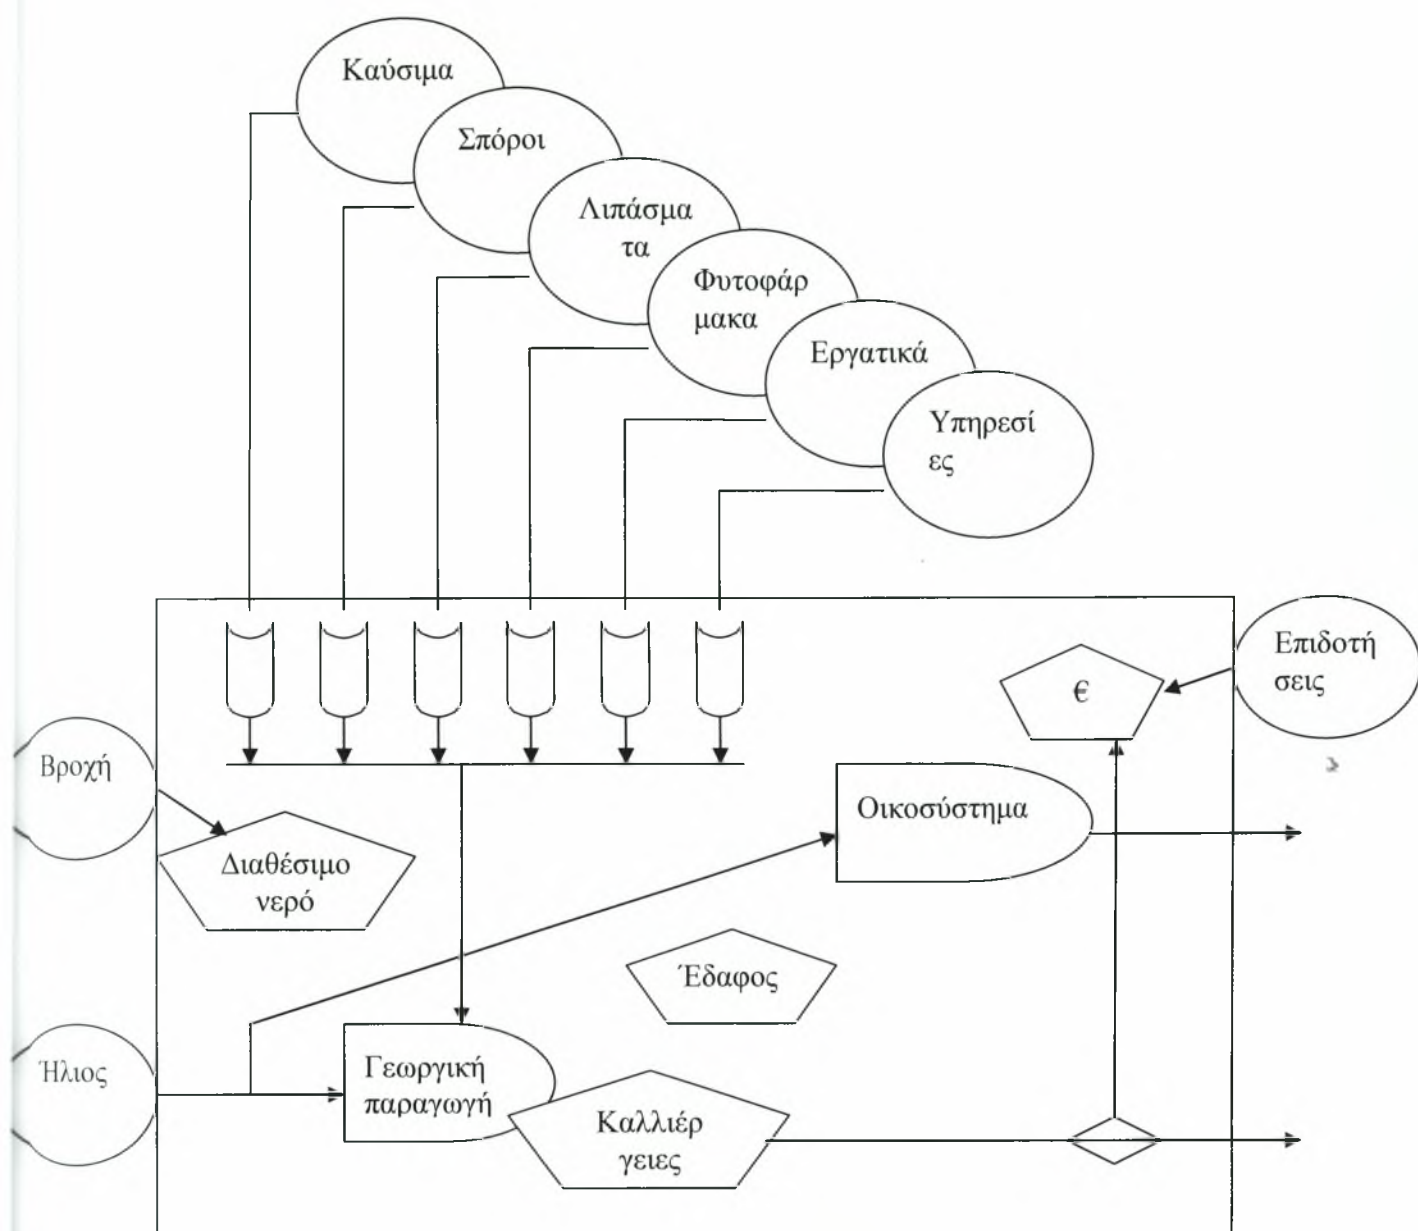 Καύσιμα
Σπόροι
Λιπάσμα
τα
Φυτοφάρ
μακα
Εργατικά
Υπηρεσί
ες
Επιδοτή
σεις
€
Βροχή
Διαθέσιμο
νερό
Οικοσύστημα
Έδαφος
Ήλιος
Γεωργική
παραγωγή
Καλλιέρ
γειες